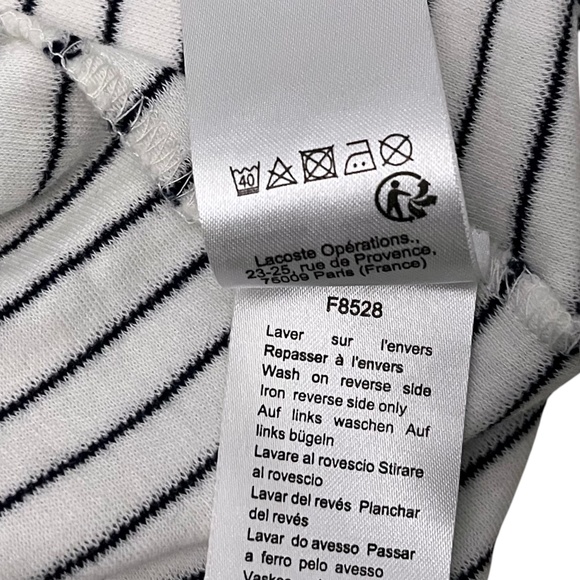 40
Lacoste Opérations.,
23-25, rue de Provence,
75009 Paris (France)
F8528
Laver sur l'envers
Repasser à l'envers
Wash on reverse side
Iron reverse side only
Auf links waschen Auf
links bügeln
Lavare al rovescio Stirare
al rovescio
Lavar del revés Planchar
del revés
Lavar do avesso Passar
a ferro pelo avesso